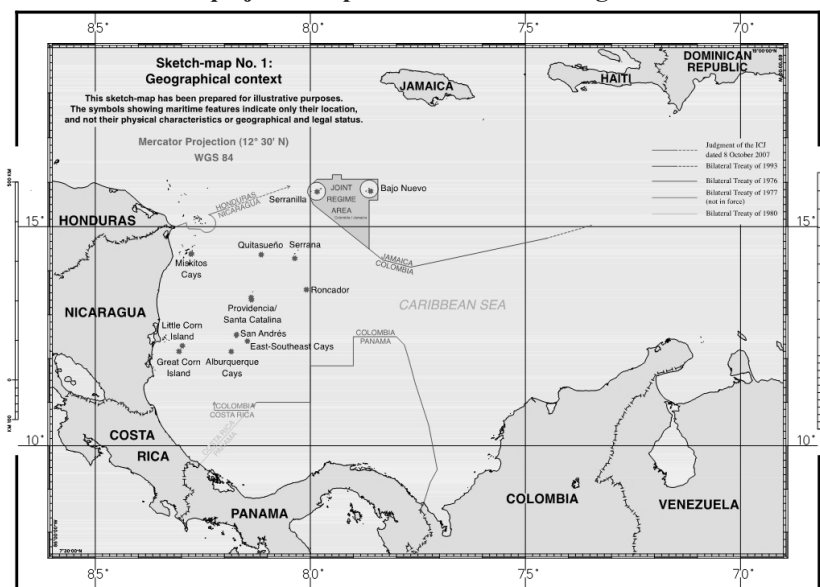 85°
80°
75°
70°
Sketch-map No. 1:
Geographical context
This sketch-map has been prepared for illustrative purposes.
The symbols showing maritime features indicate only their location,
and not their physical characteristics or geographical and legal status.
Mercator Projection (12° 30′ N)
WGS 84
JAMAICA
HAITI
DOMINICAN
REPUBLIC
Judgment of the ICJ
dated 8 October 2007
Bilateral Treaty of 1993
Bilateral Treaty of 1976
Bilateral Treaty of 1977
(not in force)
Bilateral Treaty of 1980
HONDURAS
NICARAGUA
Serranilla
JOINT
REGIME
AREA
Bajo Nuevo
15°
15°
HONDURAS
Quitasueño
Serrana
Miskitos
Cays
JAMAICA
COLOMBIA
Roncador
CARIBBEAN SEA
NICARAGUA
Providencia/
Santa Catalina
Little Corn
Island
San Andrés
East-Southeast Cays
Great Corn
Island
Alburquerque
Cays
COLOMBIA
PANAMA
COLOMBIA
COSTA RICA
COSTA RICA
PANAMA
10°
10°
COSTA
RICA
PANAMA
COLOMBIA
VENEZUELA
7°30'00"N
85°
80°
75°
70°